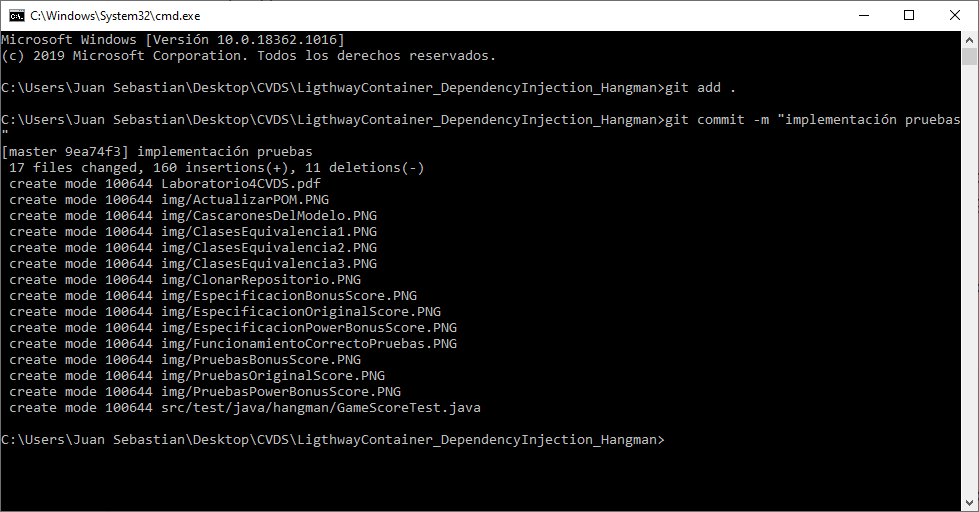 C:\Windows\System32\cmd.exe
Microsoft Windows [Versión 10.0.18362.1016]
(c) 2019 Microsoft Corporation. Todos los derechos reservados.
C:\Users\Juan Sebastian\Desktop\CVDS\LigthwayContainer_DependencyInjection_Hangman>git add .
C:\Users\Juan Sebastian\Desktop\CVDS\LigthwayContainer_DependencyInjection_Hangman>git commit -m "implementación pruebas
"
[master 9ea74f3] implementación pruebas
 17 files changed, 160 insertions(+), 11 deletions(-)
 create mode 100644 Laboratorio4CVDS.pdf
 create mode 100644 img/ActualizarPOM.PNG
 create mode 100644 img/CascaronesDelModelo.PNG
 create mode 100644 img/ClasesEquivalencia1.PNG
 create mode 100644 img/ClasesEquivalencia2.PNG
 create mode 100644 img/ClasesEquivalencia3.PNG
 create mode 100644 img/ClonarRepositorio.PNG
 create mode 100644 img/EspecificacionBonusScore.PNG
 create mode 100644 img/EspecificacionOriginalScore.PNG
 create mode 100644 img/EspecificacionPowerBonusScore.PNG
 create mode 100644 img/FuncionamientoCorrectoPruebas.PNG
 create mode 100644 img/PruebasBonusScore.PNG
 create mode 100644 img/PruebasOriginalScore.PNG
 create mode 100644 img/PruebasPowerBonusScore.PNG
 create mode 100644 src/test/java/hangman/GameScoreTest.java
C:\Users\Juan Sebastian\Desktop\CVDS\LigthwayContainer_DependencyInjection_Hangman>